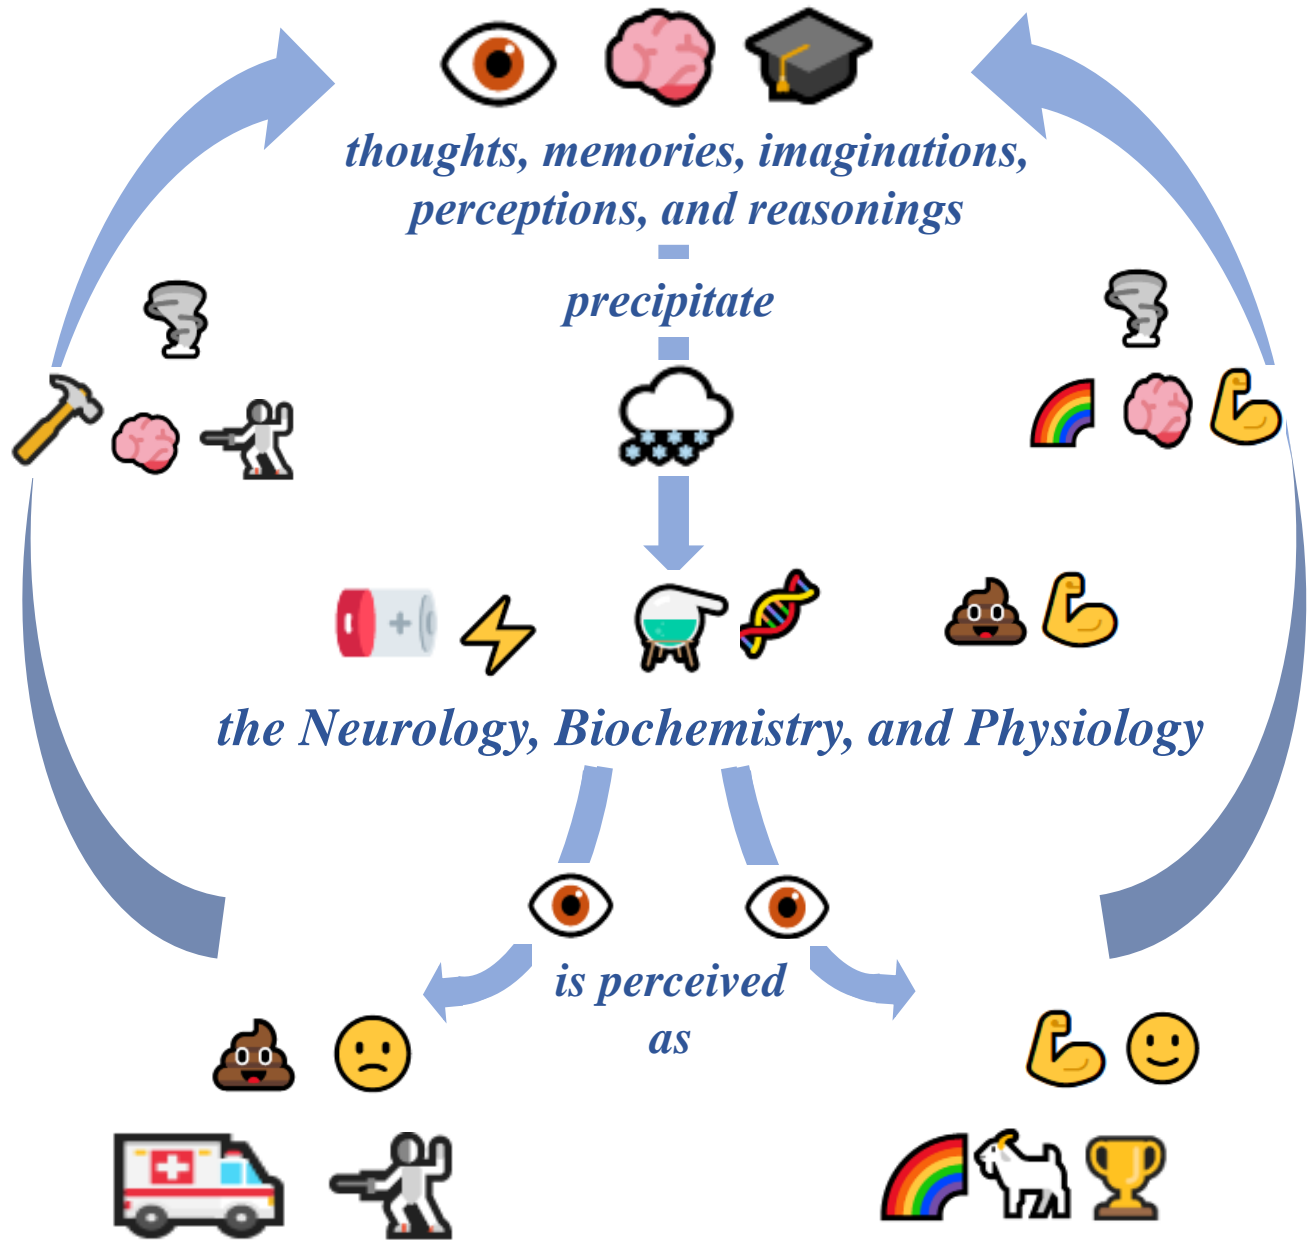 thoughts, memories, imaginations,
perceptions, and reasonings
precipitate
the Neurology, Biochemistry, and Physiology
is perceived
as